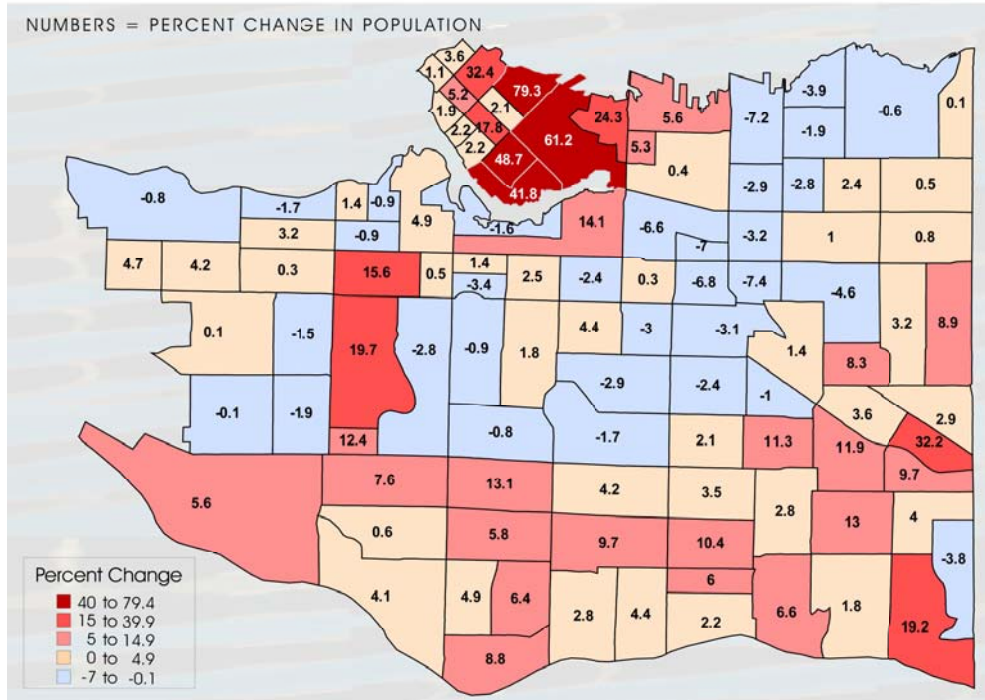 NUMBERS = PERCENT CHANGE IN POPULATION
3.6
1.1 32.4
79.3
5.2
1.9 2.1
2.2 17.8 24.3 5.6
2.2 61.2
48.7 5.3
41.8 0.4
-7.2 -3.9 -0.6 0.1
-1.9
-2.9 -2.8 2.4 0.5
-0.8 -1.7 1.4 -0.9
4.9 -1.6 14.1 -6.6
3.2 -0.9 -7 -3.2 1 0.8
4.7 4.2 0.3 15.6 0.5 1.4 2.5 -2.4 0.3 -6.8 -7.4 -4.6
-3.4
0.1 -1.5 19.7 -2.8 -0.9 1.8 4.4 -3 -3.1 1.4 3.2 8.9
8.3
-0.1 -1.9 -2.9 -2.4 -1
12.4 -0.8 -1.7 2.1 11.3 11.9 3.6 2.9
32.2
9.7
5.6 7.6 13.1 4.2 3.5 2.8 13 4
0.6 5.8 9.7 10.4 -3.8
4.1 4.9 6.4 2.8 4.4 6 6.6 1.8 19.2
2.2
8.8
Percent Change
40 to 79.4
15 to 39.9
5 to 14.9
0 to 4.9
-7 to -0.1